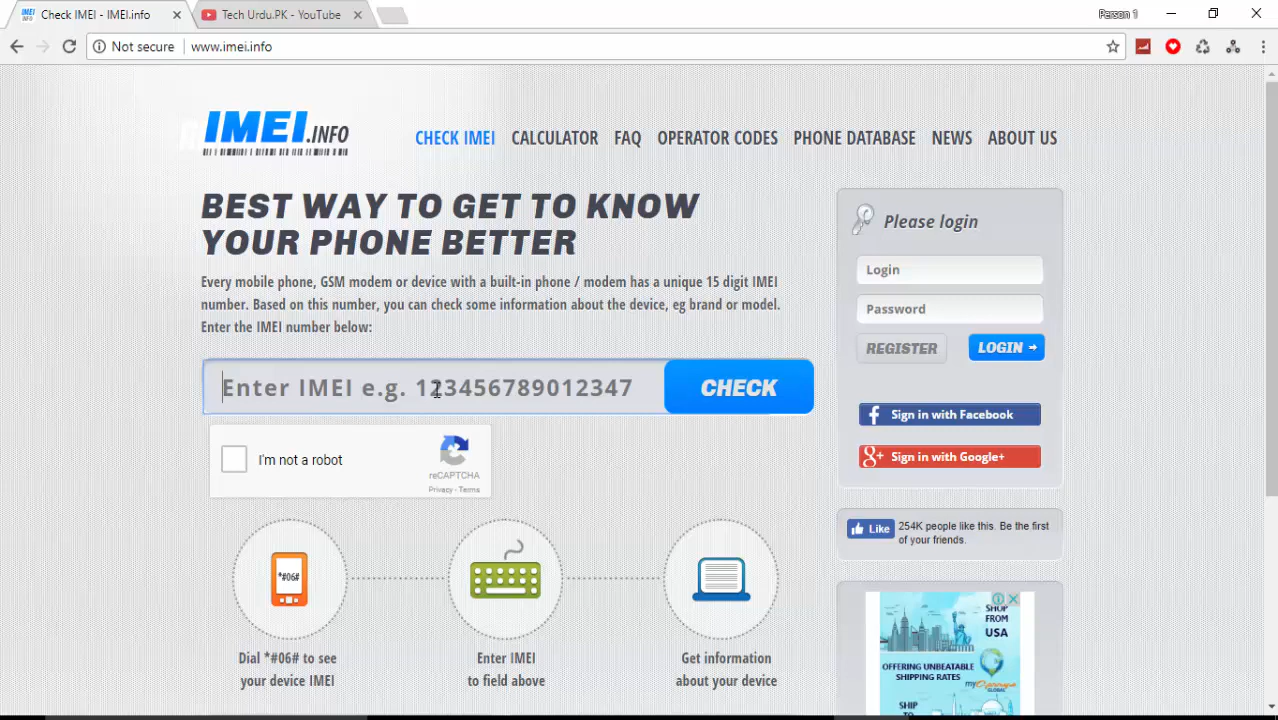 Check IMEI - IMEI.info
Tech Urdu.PK - YouTube
Person 1
Not secure
www.imei.info
IMEI.INFO
CHECK IMEI
CALCULATOR
FAQ
OPERATOR CODES
PHONE DATABASE
NEWS
ABOUT US
BEST WAY TO GET TO KNOW
YOUR PHONE BETTER
Every mobile phone, GSM modem or device with a built-in phone / modem has a unique 15 digit IMEI
number. Based on this number, you can check some information about the device, eg brand or model.
Enter the IMEI number below:
Enter IMEI e.g. 123456789012347
CHECK
I'm not a robot
reCAPTCHA
Privacy - Terms
*#06#
Dial *#06# to see
your device IMEI
Enter IMEI
to field above
Get information
about your device
Please login
Login
Password
REGISTER
LOGIN
Sign in with Facebook
Sign in with Google+
Like
254K people like this. Be the first
of your friends.
SHOP
FROM
USA
OFFERING UNBEATABLE
SHIPPING RATES
GLOBAL
SHIP